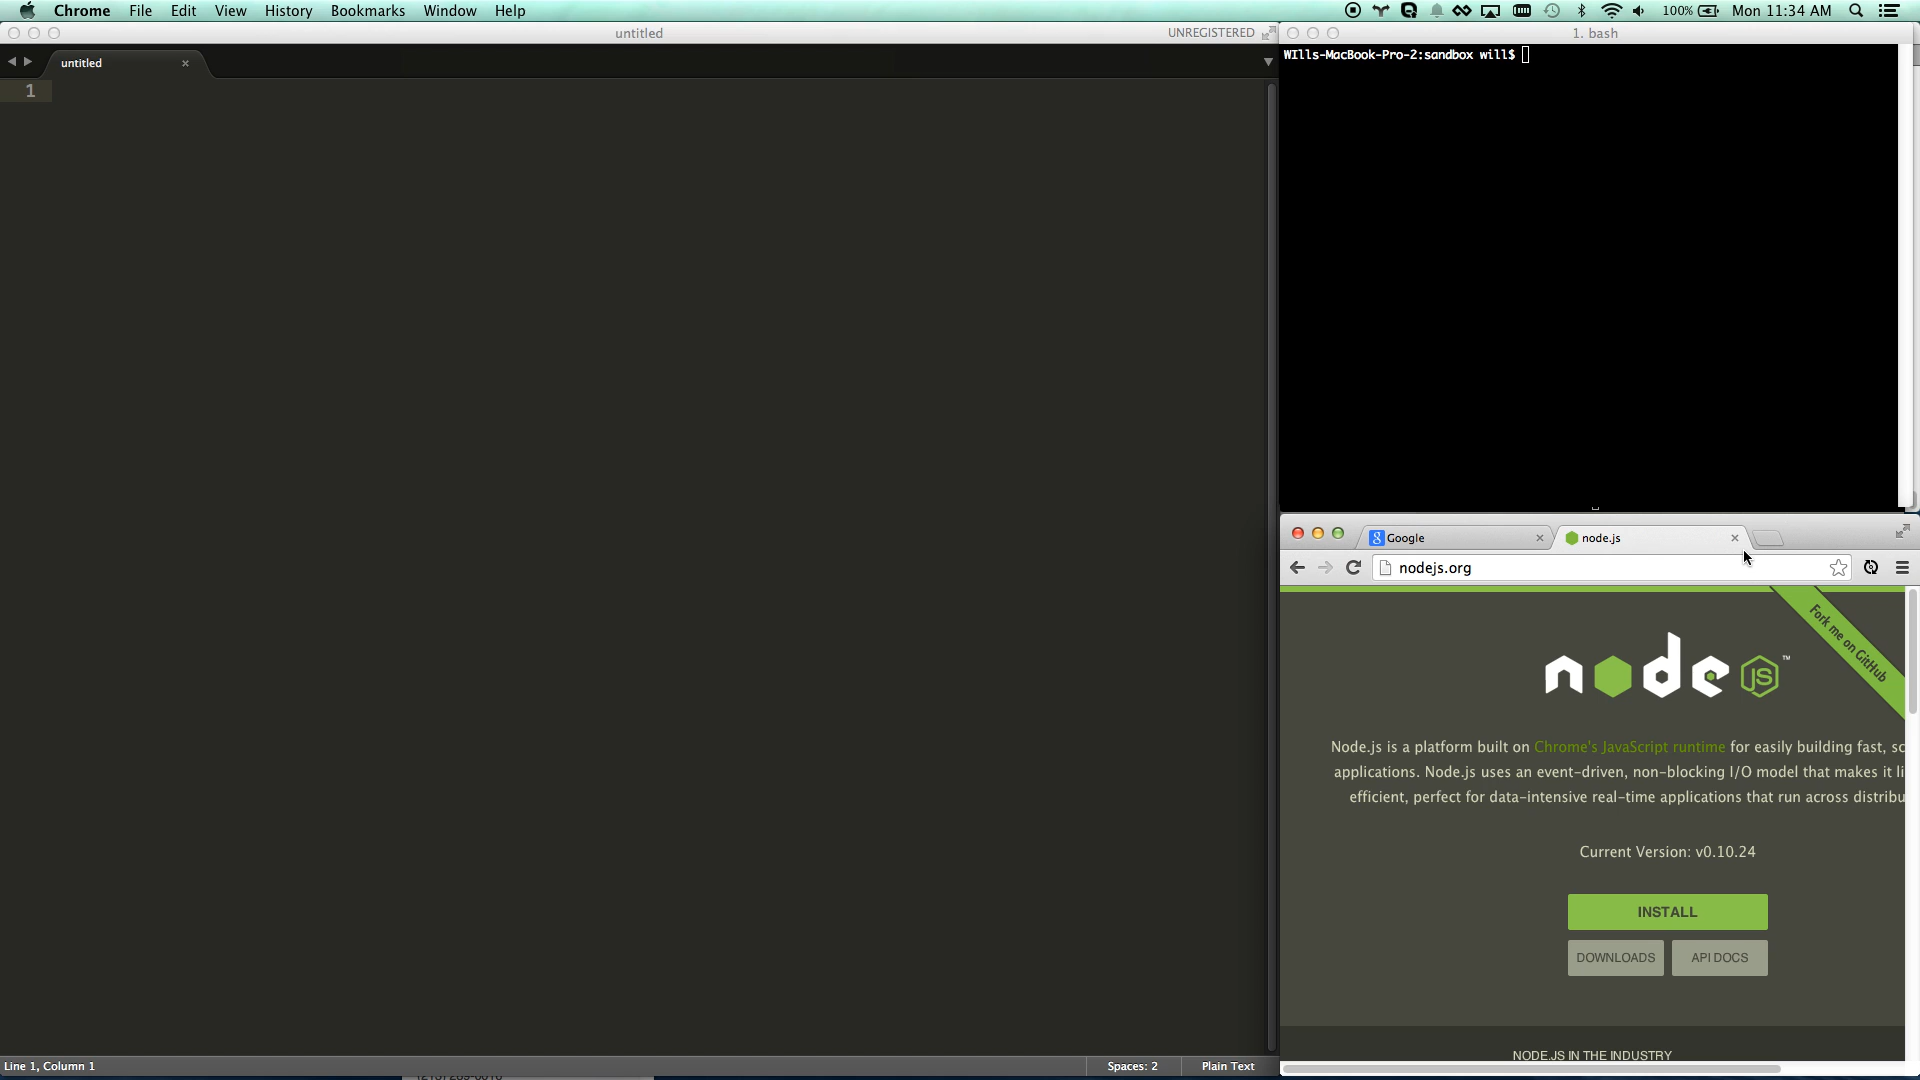 Chrome File Edit View History Bookmarks Window Help 100% Mon 11:34 AM
untitled UNREGISTERED
untitled
1
Line 1, Column 1 Spaces: 2 Plain Text
1. bash
WIlls-MacBook-Pro-2:sandbox will$
Google node.js
nodejs.org
Fork me on GitHub
node JS ™
Node.js is a platform built on Chrome's JavaScript runtime for easily building fast, sc
applications. Node.js uses an event-driven, non-blocking I/O model that makes it li
efficient, perfect for data-intensive real-time applications that run across distribu
Current Version: v0.10.24
INSTALL
DOWNLOADS API DOCS
NODE.JS IN THE INDUSTRY